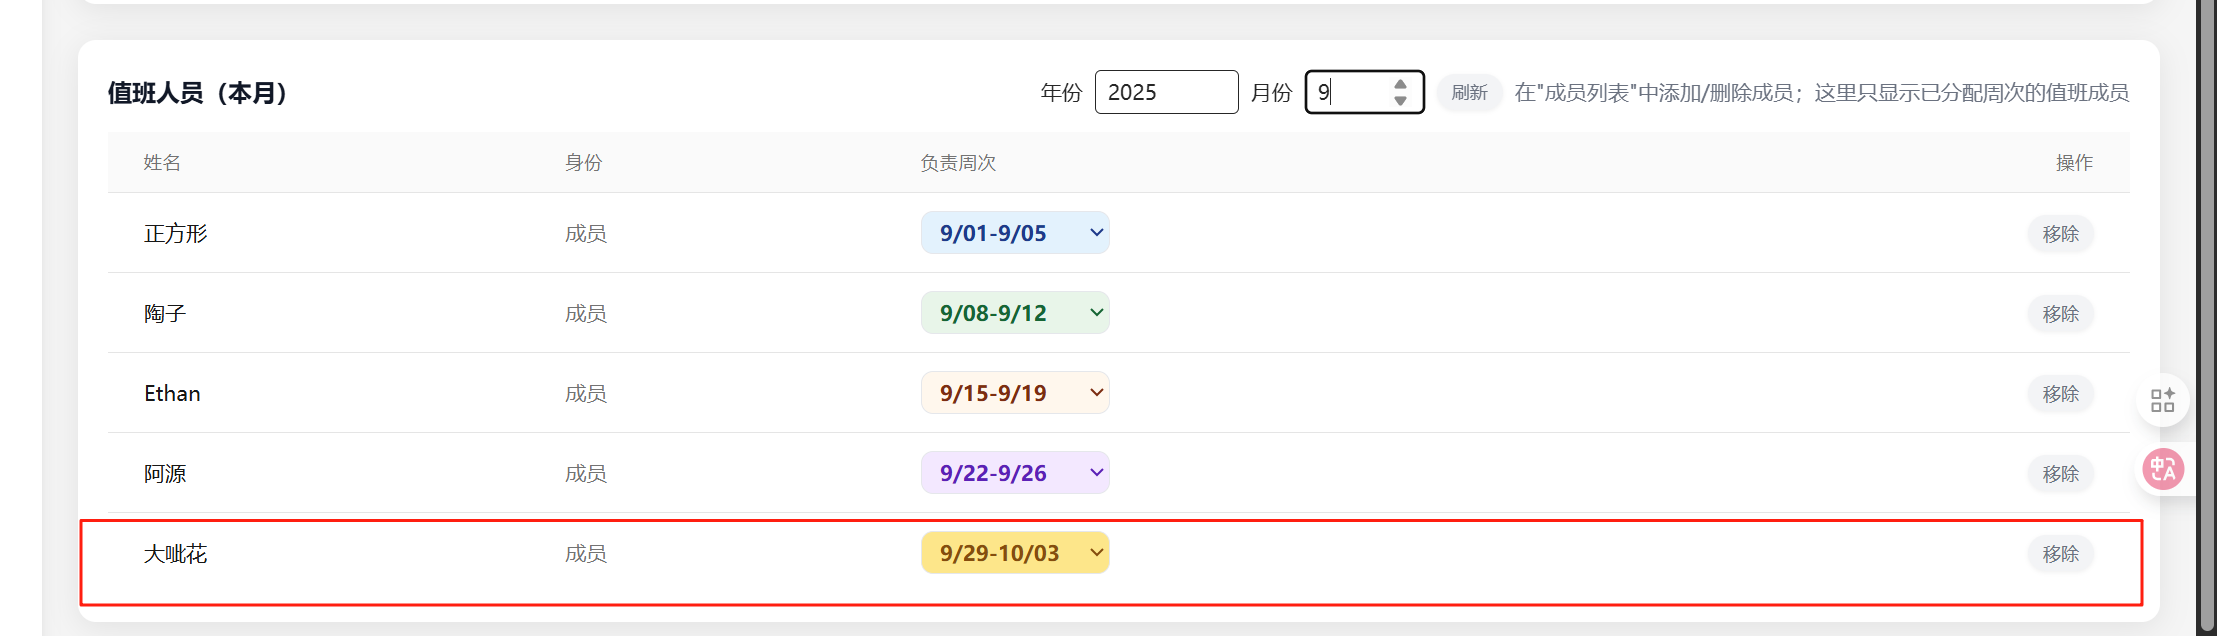 值班人员（本月） 年份 2025 月份 9 刷新 在"成员列表"中添加/删除成员；这里只显示已分配周次的值班成员
姓名 身份 负责周次 操作
正方形 成员 9/01-9/05 移除
陶子 成员 9/08-9/12 移除
Ethan 成员 9/15-9/19 移除
阿源 成员 9/22-9/26 移除
大呲花 成员 9/29-10/03 移除
中A